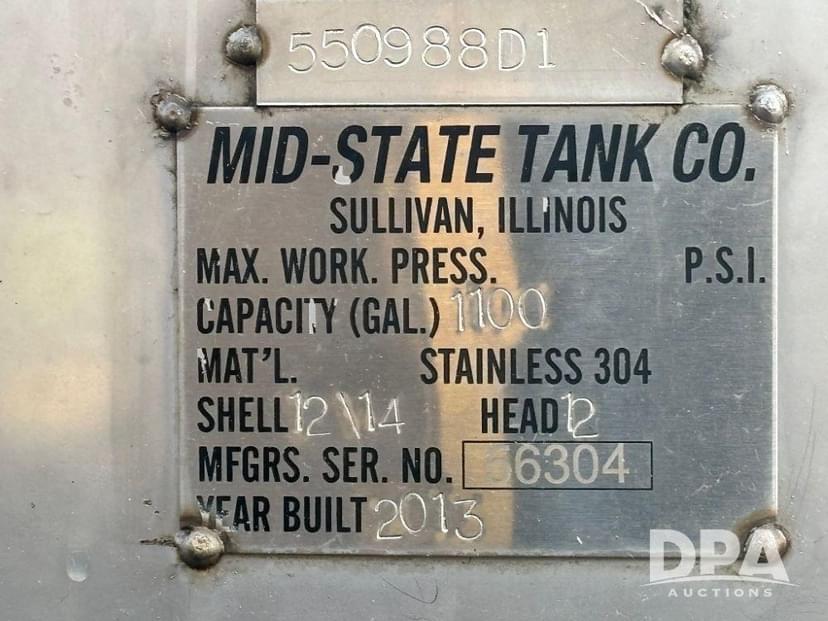 550988D1
MID-STATE TANK CO.
SULLIVAN, ILLINOIS
MAX. WORK. PRESS. P.S.I.
CAPACITY (GAL.) 1100
MAT'L. STAINLESS 304
SHELL 12\14 HEAD 12
MFGRS. SER. NO. 56304
YEAR BUILT 2013
DPA
AUCTIONS